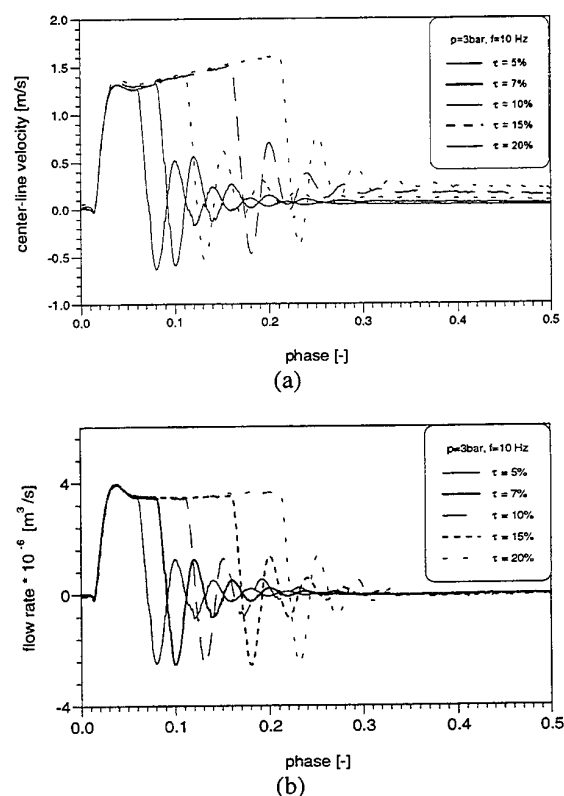 2.0
1.5
1.0
0.5
0.0
-0.5
-1.0
center-line velocity [m/s]
p=3bar, f=10 Hz
τ = 5%
τ = 7%
τ = 10%
τ = 15%
τ = 20%
0.0 0.1 0.2 0.3 0.4 0.5
phase [-]
(a)
4
0
-4
flow rate * 10⁻⁶ [m³/s]
p=3bar, f=10 Hz
τ = 5%
τ = 7%
τ = 10%
τ = 15%
τ = 20%
0.0 0.1 0.2 0.3 0.4 0.5
phase [-]
(b)